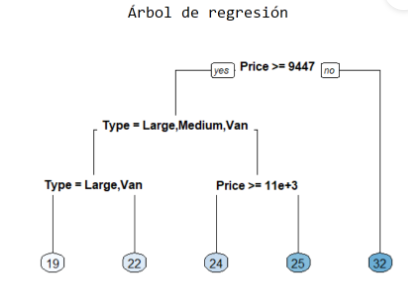 Árbol de regresión
yes Price >= 9447 no
Type = Large,Medium,Van
Type = Large,Van Price >= 11e+3
19 22 24 25 32